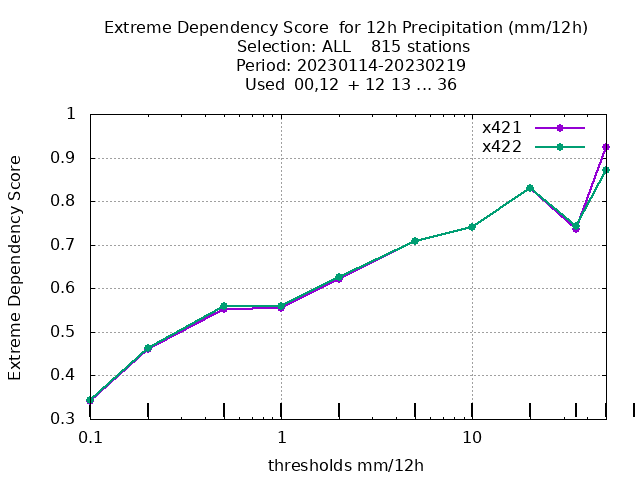 Extreme Dependency Score  for 12h Precipitation (mm/12h)
Selection: ALL    815 stations
Period: 20230114-20230219
Used  00,12  + 12 13 ... 36
x421
x422
1
0.9
0.8
0.7
0.6
0.5
0.4
0.3
Extreme Dependency Score
0.1
1
10
thresholds mm/12h